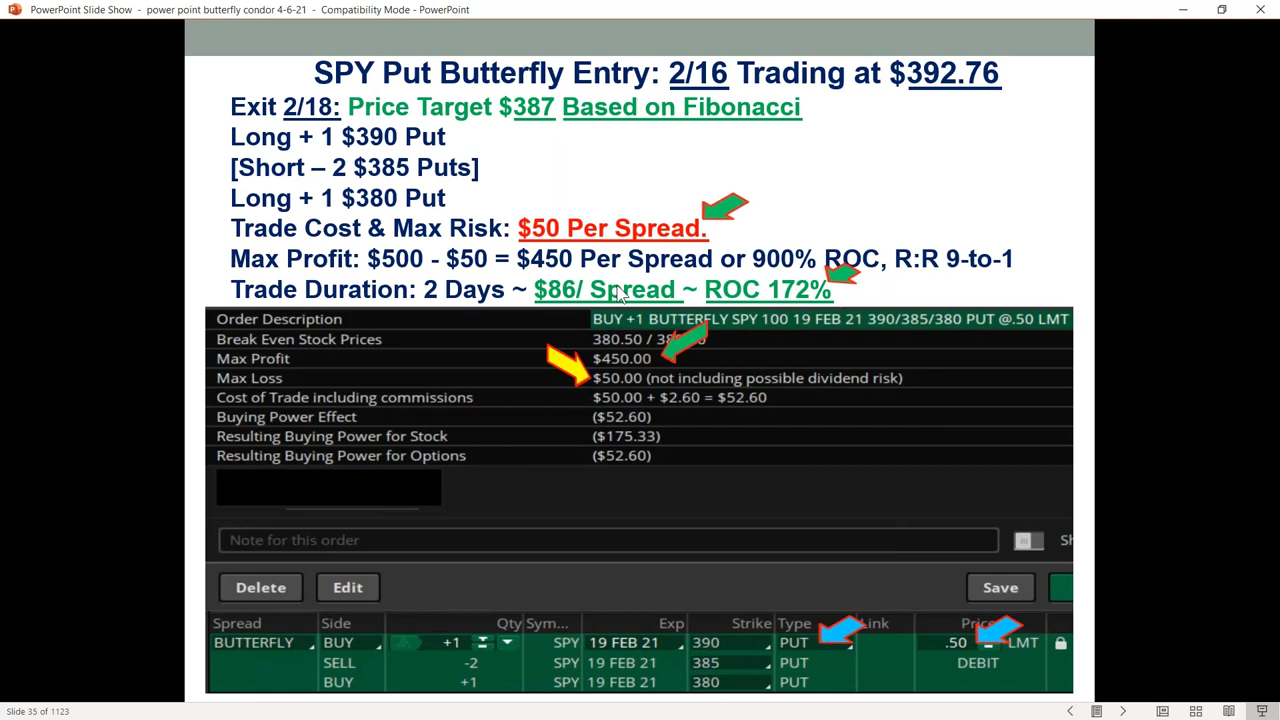 PowerPoint Slide Show - power point butterfly condor 4-6-21 - Compatibility Mode - PowerPoint
SPY Put Butterfly Entry: 2/16 Trading at $392.76
Exit 2/18: Price Target $387 Based on Fibonacci
Long + 1 $390 Put
[Short – 2 $385 Puts]
Long + 1 $380 Put
Trade Cost & Max Risk: $50 Per Spread.
Max Profit: $500 - $50 = $450 Per Spread or 900% ROC, R:R 9-to-1
Trade Duration: 2 Days ~ $86/ Spread ~ ROC 172%
Order Description BUY +1 BUTTERFLY SPY 100 19 FEB 21 390/385/380 PUT @.50 LMT
Break Even Stock Prices 380.50 /
Max Profit $450.00
Max Loss $50.00 (not including possible dividend risk)
Cost of Trade including commissions $50.00 + $2.60 = $52.60
Buying Power Effect ($52.60)
Resulting Buying Power for Stock ($175.33)
Resulting Buying Power for Options ($52.60)
Note for this order
Delete Edit Save
Spread Side Qty Sym... Exp Strike Type Link
BUTTERFLY BUY +1 SPY 19 FEB 21 390 PUT .50 LMT
SELL -2 SPY 19 FEB 21 385 PUT DEBIT
BUY +1 SPY 19 FEB 21 380 PUT
Slide 35 of 1123